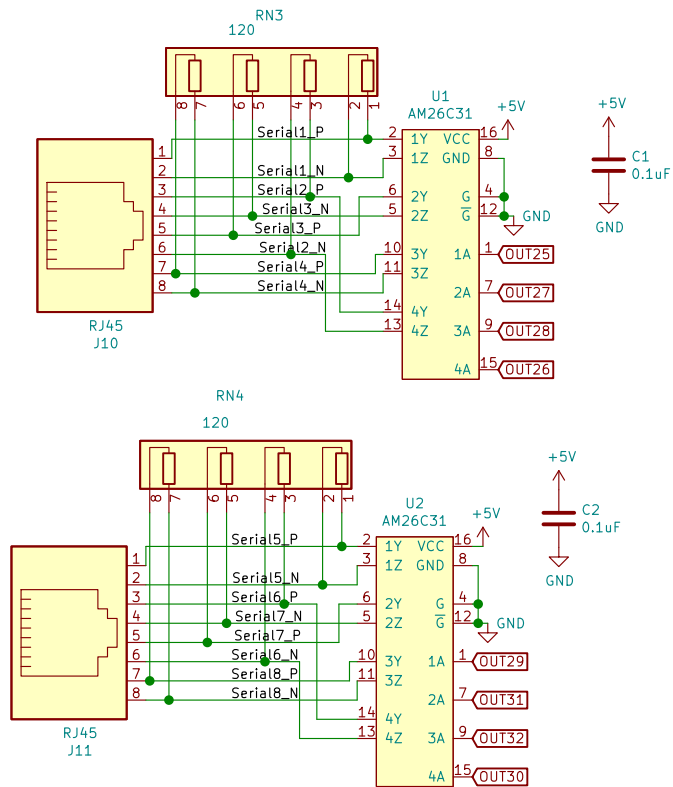 RN3
120
8 7 6 5 4 3 2 1
U1
AM26C31
+5V
+5V
C1
0.1uF
GND
1
2
3
4
5
6
7
8
Serial1_P
Serial1_N
Serial2_P
Serial3_N
Serial3_P
Serial2_N
Serial4_P
Serial4_N
RJ45
J10
2 1Y VCC 16
3 1Z GND 8
6 2Y G 4
5 2Z G 12
GND
10 3Y 1A 1 OUT25
11 3Z
2A 7 OUT27
14 4Y
13 4Z 3A 9 OUT28
4A 15 OUT26
RN4
120
8 7 6 5 4 3 2 1
U2
AM26C31
+5V
+5V
C2
0.1uF
GND
1
2
3
4
5
6
7
8
Serial5_P
Serial5_N
Serial6_P
Serial7_N
Serial7_P
Serial6_N
Serial8_P
Serial8_N
RJ45
J11
2 1Y VCC 16
3 1Z GND 8
6 2Y G 4
5 2Z G 12
GND
10 3Y 1A 1 OUT29
11 3Z
2A 7 OUT31
14 4Y
13 4Z 3A 9 OUT32
4A 15 OUT30